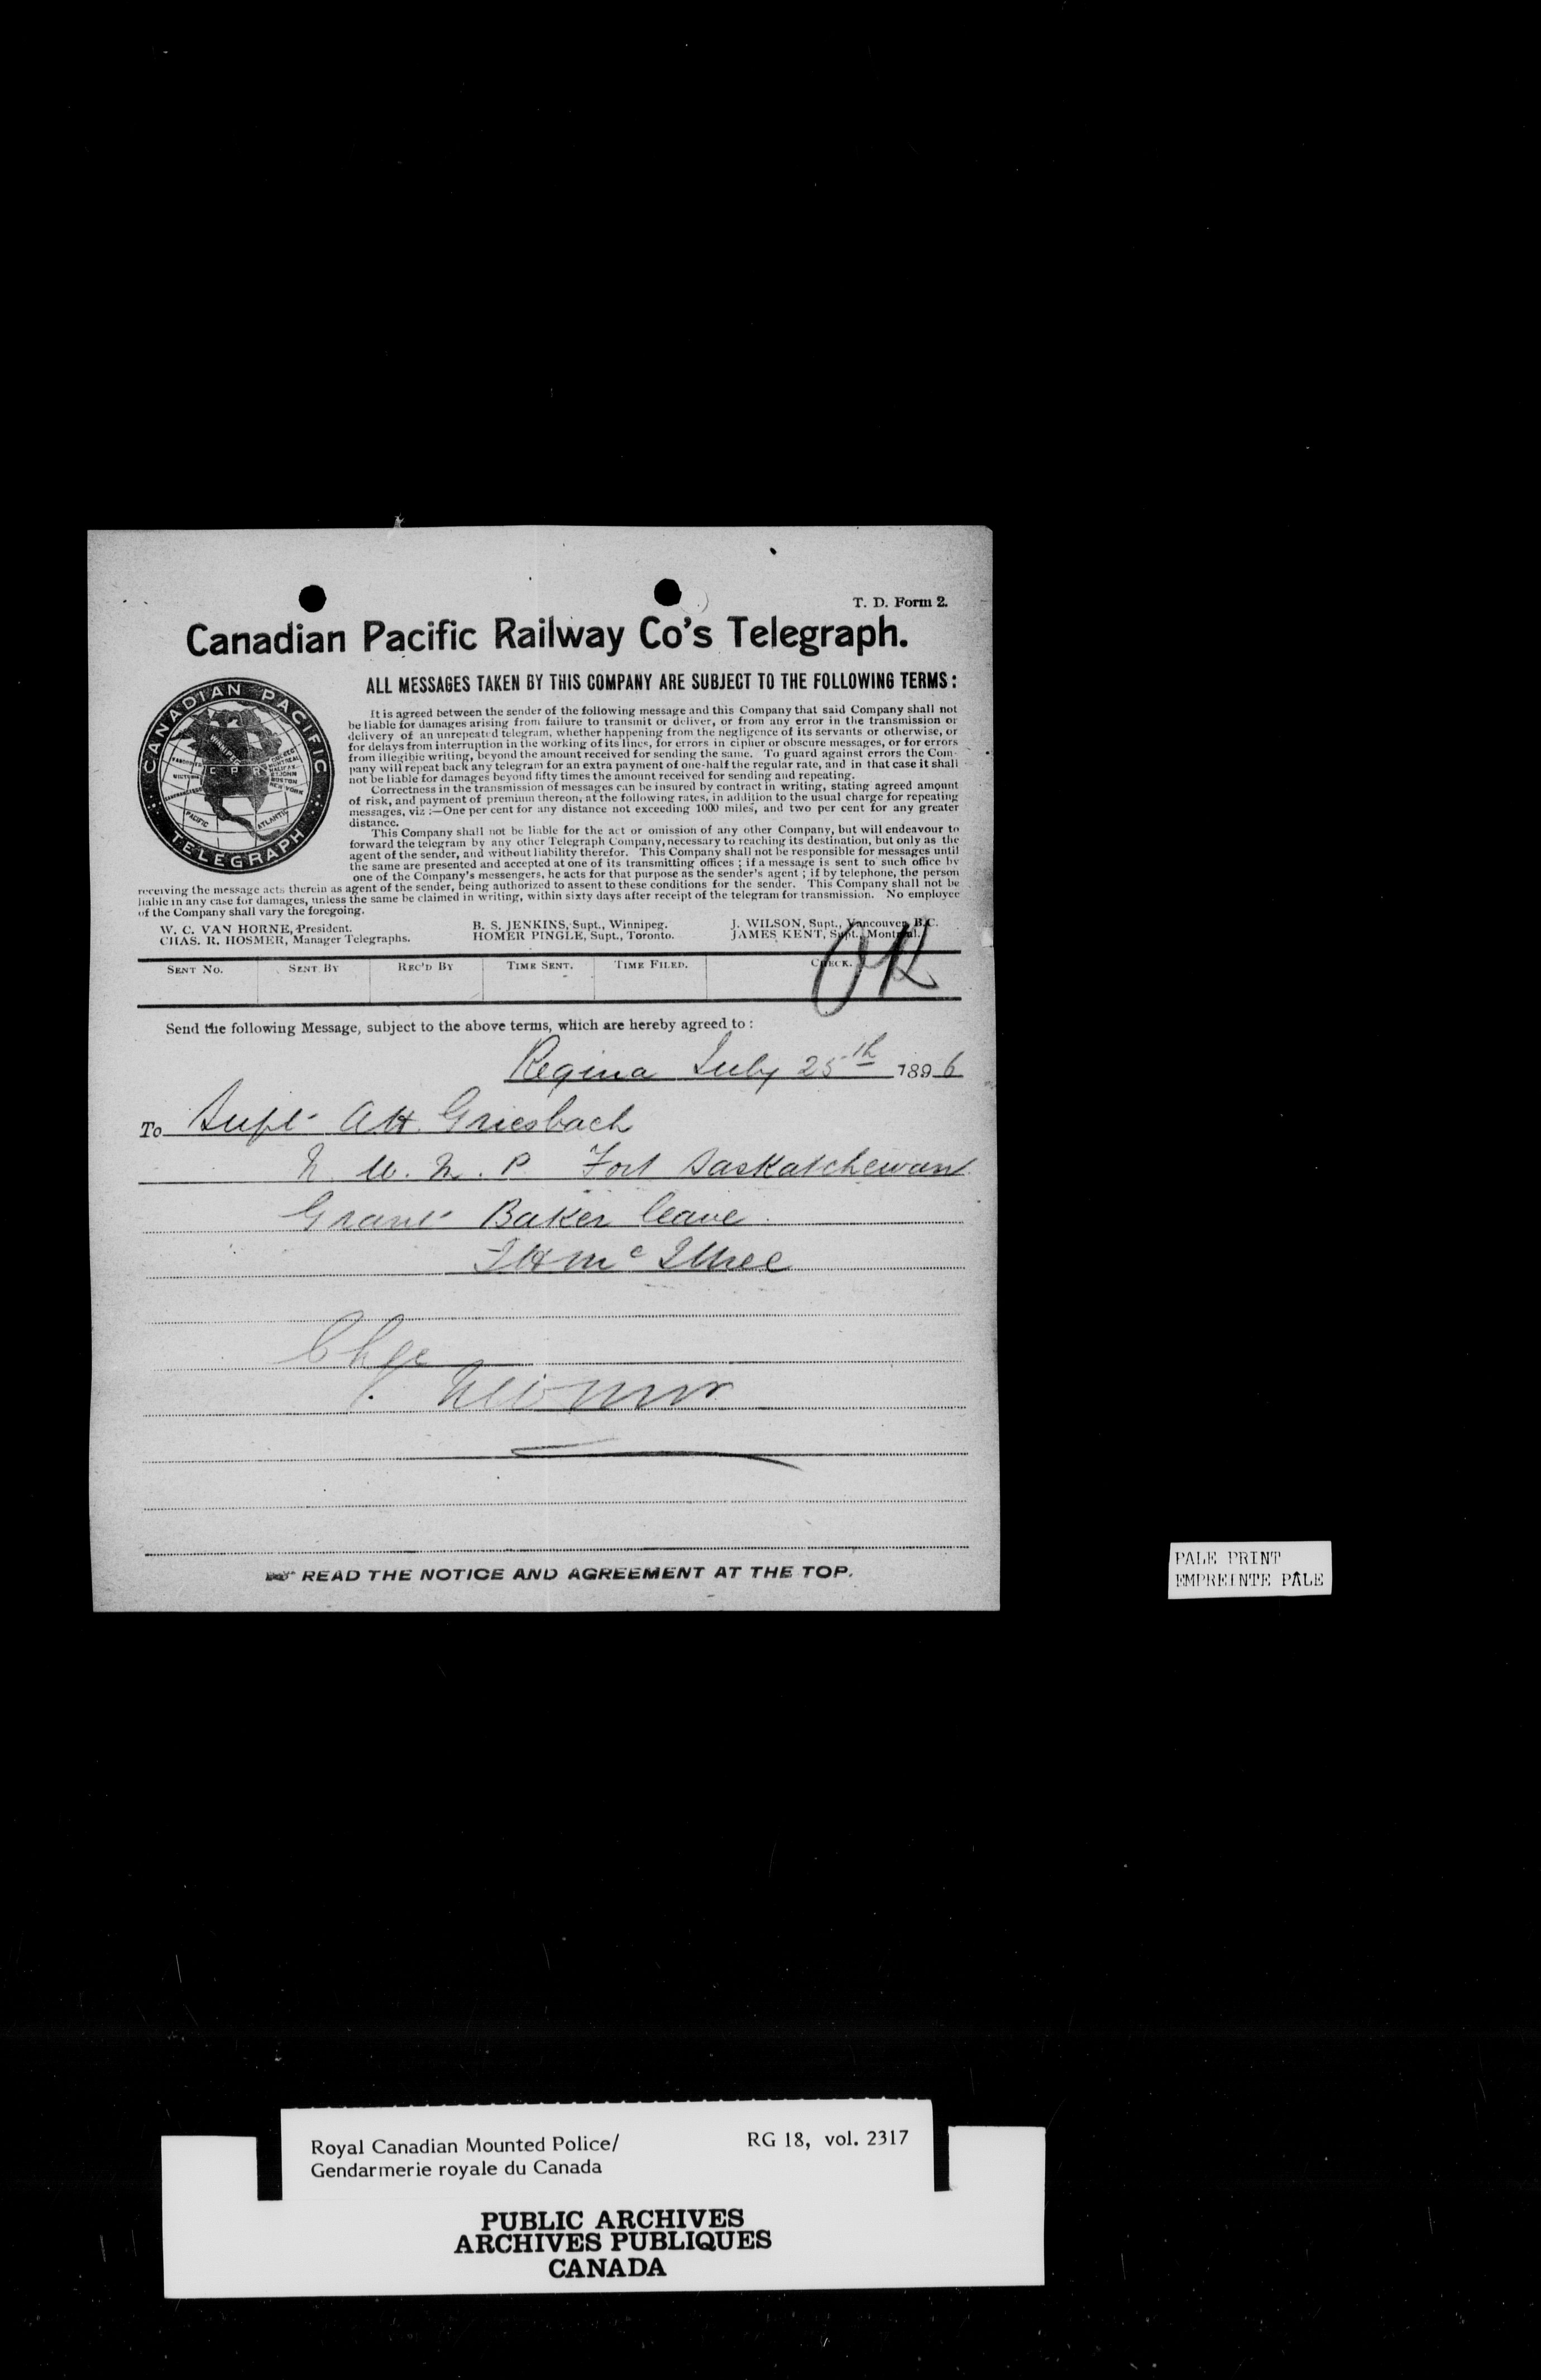 T. D. Form 2.
Canadian Pacific Railway Co's Telegraph.
ALL MESSAGES TAKEN BY THIS COMPANY ARE SUBJECT TO THE FOLLOWING TERMS:
CANADIAN PACIFIC
TELEGRAPH
C P R
PACIFIC
ATLANTIC
It is agreed between the sender of the following message and this Company that said Company shall not
be liable for damages arising from failure to transmit or deliver, or from any error in the transmission or
delivery of an unrepeated telegram, whether happening from the negligence of its servants or otherwise, or
for delays from interruption in the working of its lines, for errors in cipher or obscure messages, or for errors
from illegible writing, beyond the amount received for sending the same. To guard against errors the Com-
pany will repeat back any telegram for an extra payment of one-half the regular rate, and in that case it shall
not be liable for damages beyond fifty times the amount received for sending and repeating.
Correctness in the transmission of messages can be insured by contract in writing, stating agreed amount
of risk, and payment of premium thereon, at the following rates, in addition to the usual charge for repeating
messages, viz :—One per cent for any distance not exceeding 1000 miles, and two per cent for any greater
distance.
This Company shall not be liable for the act or omission of any other Company, but will endeavour to
forward the telegram by any other Telegraph Company, necessary to reaching its destination, but only as the
agent of the sender, and without liability therefor. This Company shall not be responsible for messages until
the same are presented and accepted at one of its transmitting offices ; if a message is sent to such office by
one of the Company's messengers, he acts for that purpose as the sender's agent ; if by telephone, the person
receiving the message acts therein as agent of the sender, being authorized to assent to these conditions for the sender. This Company shall not be
liable in any case for damages, unless the same be claimed in writing, within sixty days after receipt of the telegram for transmission. No employee
of the Company shall vary the foregoing.
W. C. VAN HORNE, President. B. S. JENKINS, Supt., Winnipeg. J. WILSON, Supt., Vancouver, B.C.
CHAS. R. HOSMER, Manager Telegraphs. HOMER PINGLE, Supt., Toronto. JAMES KENT, Supt., Montreal.
SENT NO. SENT BY REC'D BY TIME SENT. TIME FILED. CHECK.
OK
Send the following Message, subject to the above terms, which are hereby agreed to :
Regina July 25th 1896
To Supt A.H. Griesbach
N. W. M. P. Fort Saskatchewan
Grant Baker leave.
Mc Illree
Chge
READ THE NOTICE AND AGREEMENT AT THE TOP.
PALE PRINT
EMPREINTE PÂLE
Royal Canadian Mounted Police/ RG 18, vol. 2317
Gendarmerie royale du Canada
PUBLIC ARCHIVES
ARCHIVES PUBLIQUES
CANADA